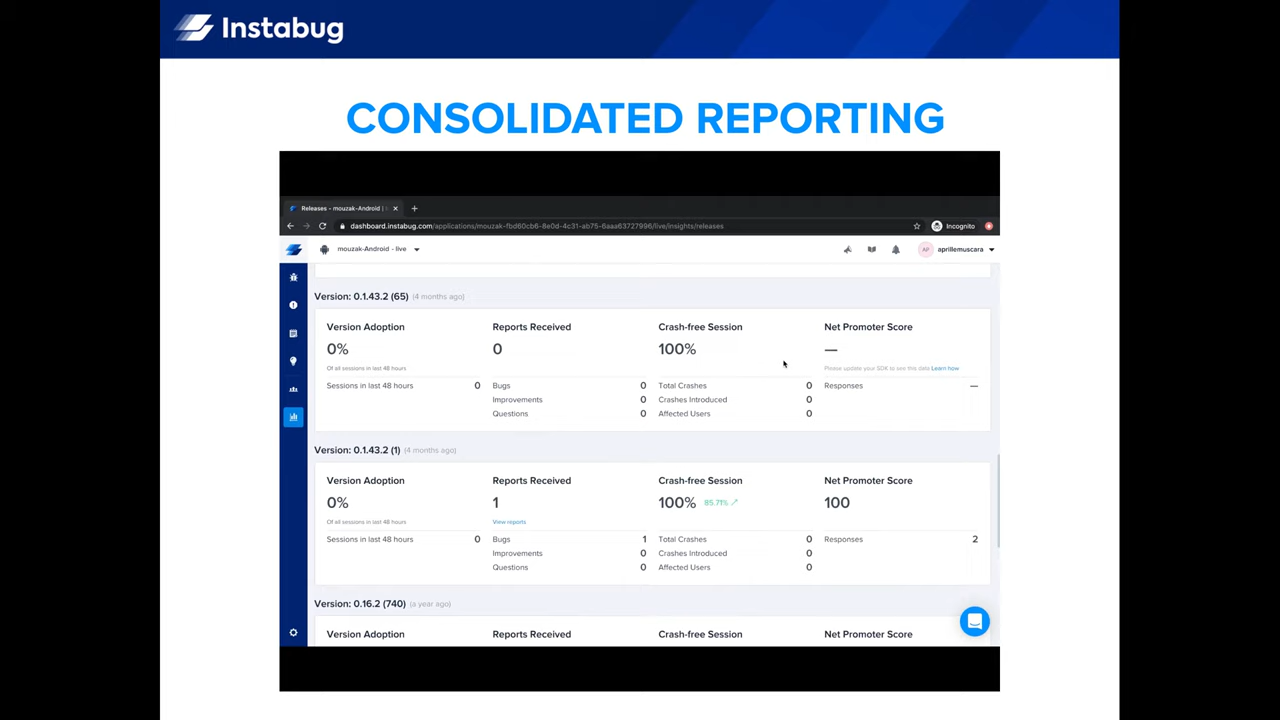 Instabug
CONSOLIDATED REPORTING
Releases - mouzak-Android |
dashboard.instabug.com/applications/mouzak-fbd60cb6-8e0d-4c31-ab75-6aaa63727996/live/insights/releases
Incognito
mouzak-Android - live
AP aprillemuscara
Version: 0.1.43.2 (65) (4 months ago)
Version Adoption Reports Received Crash-free Session Net Promoter Score
0% 0 100% —
Of all sessions in last 48 hours Please update your SDK to see this data Learn how
Sessions in last 48 hours 0 Bugs 0 Total Crashes 0 Responses —
Improvements 0 Crashes Introduced 0
Questions 0 Affected Users 0
Version: 0.1.43.2 (1) (4 months ago)
Version Adoption Reports Received Crash-free Session Net Promoter Score
0% 1 100% 85.71% 100
Of all sessions in last 48 hours View reports
Sessions in last 48 hours 0 Bugs 1 Total Crashes 0 Responses 2
Improvements 0 Crashes Introduced 0
Questions 0 Affected Users 0
Version: 0.16.2 (740) (a year ago)
Version Adoption Reports Received Crash-free Session Net Promoter Score